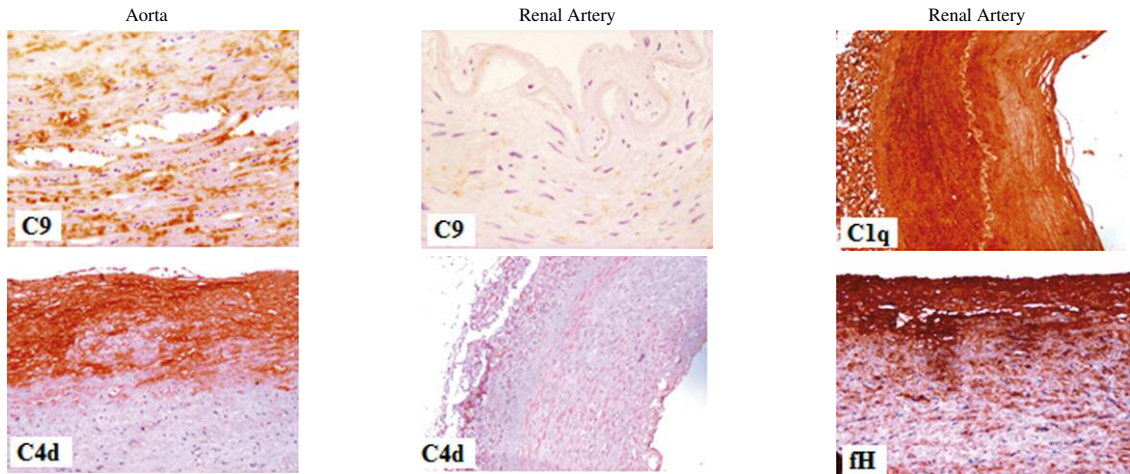 Aorta
Renal Artery
Renal Artery
C9
C9
C1q
C4d
C4d
fH